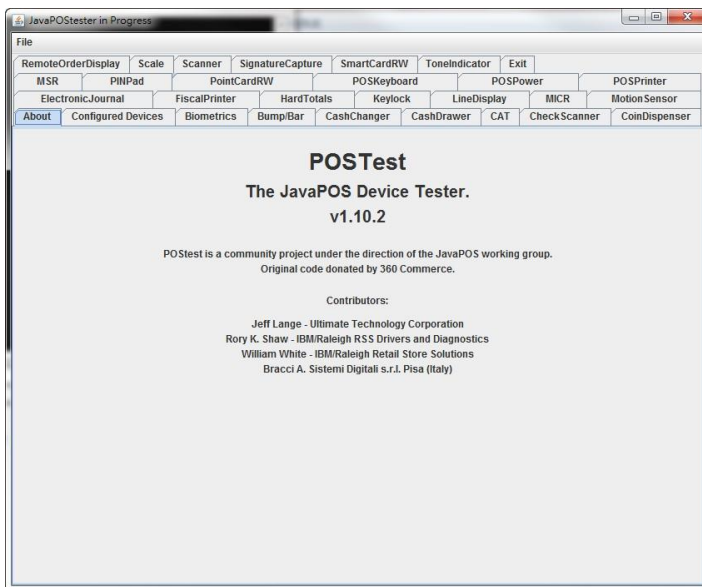 JavaPOStester in Progress
File
RemoteOrderDisplay Scale Scanner SignatureCapture SmartCardRW ToneIndicator Exit
MSR PINPad PointCardRW POSKeyboard POSPower POSPrinter
ElectronicJournal FiscalPrinter HardTotals Keylock LineDisplay MICR MotionSensor
About Configured Devices Biometrics Bump/Bar CashChanger CashDrawer CAT CheckScanner CoinDispenser
POSTest
The JavaPOS Device Tester.
v1.10.2
POStest is a community project under the direction of the JavaPOS working group.
Original code donated by 360 Commerce.
Contributors:
Jeff Lange - Ultimate Technology Corporation
Rory K. Shaw - IBM/Raleigh RSS Drivers and Diagnostics
William White - IBM/Raleigh Retail Store Solutions
Bracci A. Sistemi Digitali s.r.l. Pisa (Italy)